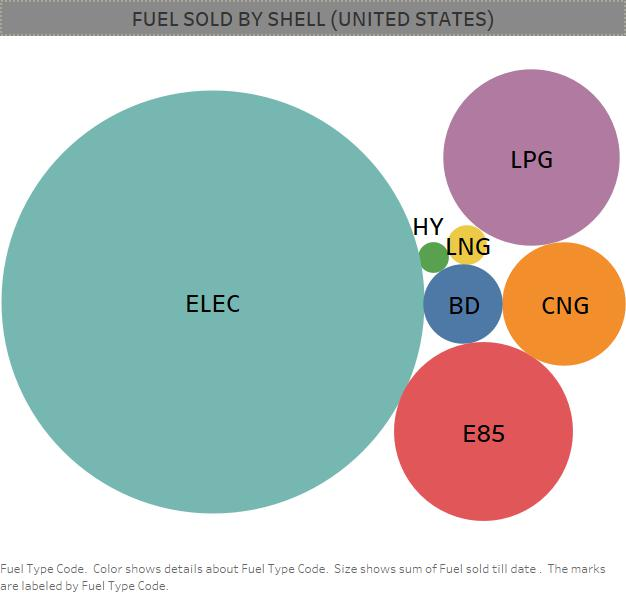 FUEL SOLD BY SHELL (UNITED STATES)
LPG
HY
LNG
ELEC
BD
CNG
E85
Fuel Type Code.  Color shows details about Fuel Type Code.  Size shows sum of Fuel sold till date .  The marks
are labeled by Fuel Type Code.